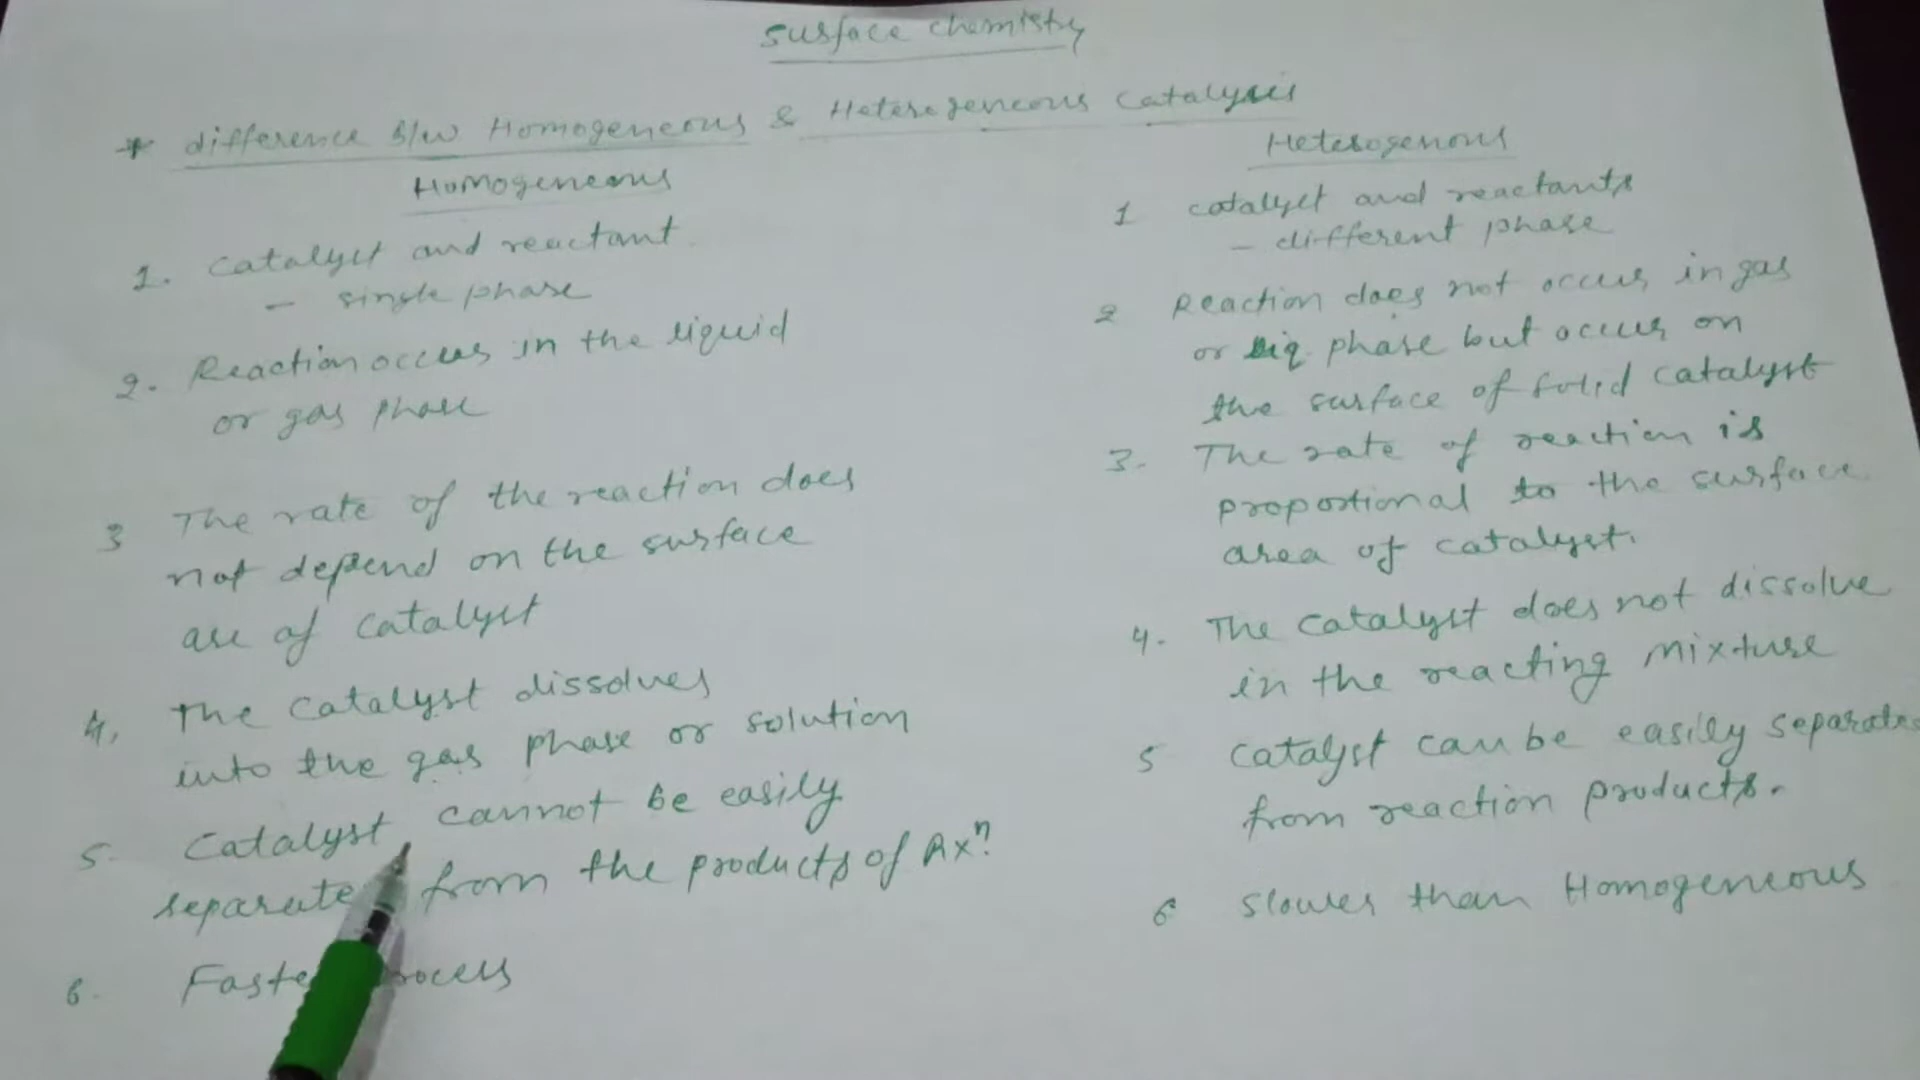 surface chemistry
* difference b/w Homogeneous & Heterogeneous Catalysis
Homogeneous
1. Catalyst and reactant
- single phase
2. Reaction occurs in the liquid
or gas phase
3 The rate of the reaction does
not depend on the surface
are of catalyst
4, The catalyst dissolves
into the gas phase or solution
5- Catalyst cannot be easily
separate from the products of Rxⁿ.
6. Faste ocess
Heterogenous
1 catalyst and reactants
- different phase
2 Reaction does not occurs in gas
or liq. phase but occurs on
the surface of solid catalyst
3- The rate of reaction is
proportional to the surface
area of catalyst.
4. The catalyst does not dissolve
in the reacting mixture
5 catalyst can be easily separate
from reaction products.
6 slower than Homogeneous